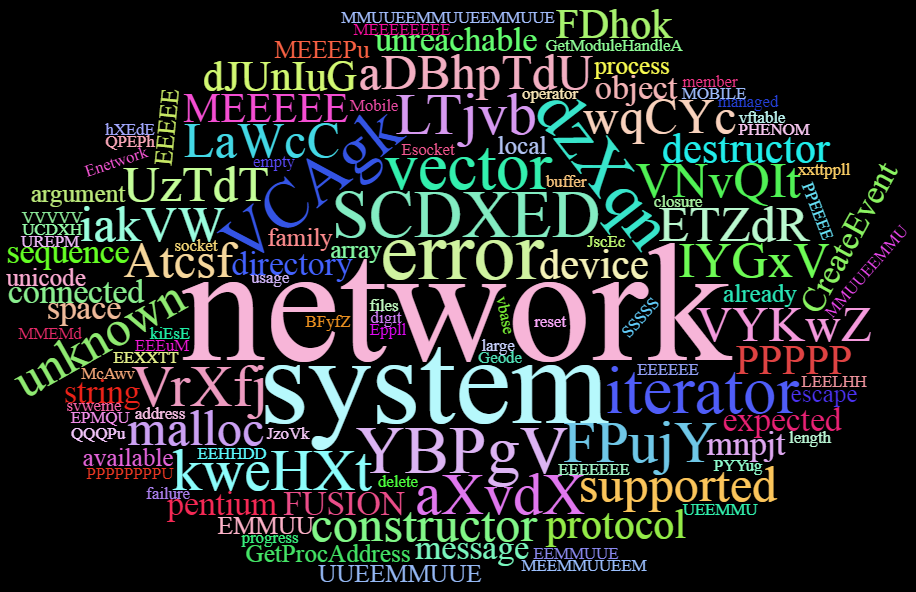 MMUUEEMMUUEEMMUUE
MEEEEEEEE
FDhok
unreachable
GetModuleHandleA
MEEEPu
dJUnIuG
aDBhpTdU
process
object
member
operator
MOBILE
managed
MEEEEE
Mobile
LTjvb
dzXqm
wqCYc
vftable
PHENOM
EEEEE
hXEdE
QPEPh
LaWcC
VCAgk
Esocket
local
destructor
Enetwork
empty
vector
buffer
xxttppll
argument
UzTdT
VNvQIt
closure
PPEEEE
VVVVV
UCDXH
UREPM
iakVW
SCDXED
ETZdR
CreateEvent
family
array
JscEc
sequence
socket
Atcsf
directory
error
device
IYGxV
MMUUEEMMU
unicode
usage
connected
network
already
space
unknown
files
digit
Eppll
vbase
reset
SSSSS
BFyfZ
VYKwZ
MMEMd
kiEsE
EEEuM
EEXXTT
large
Geode
PPPPP
McAwv
VrXfj
system
EEEEEE
iterator
LEELHH
escape
string
svweme
EPMQU
address
QQQPu
malloc
JzoVk
YBPgV
FPujY
expected
mnpjt
length
available
EEHHDD
kweHXt
EEEEEEE
PYYug
PPPPPPPPU
delete
supported
failure
pentium
FUSION
aXvdX
UEEMMU
EMMUU
constructor
protocol
progress
GetProcAddress
message
EEMMUUE
MEEMMUUEEM
UUEEMMUUE